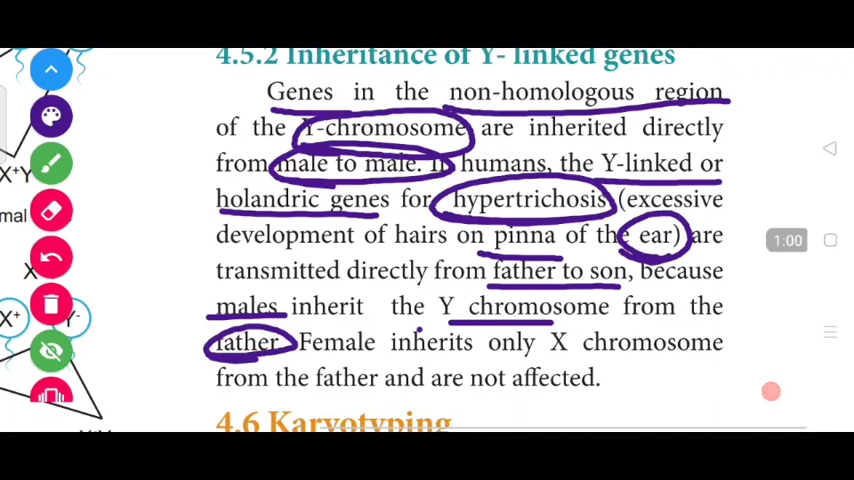 4.5.2 Inheritance of Y- linked genes
Genes in the non-homologous region
of the Y-chromosome are inherited directly
from male to male. In humans, the Y-linked or
holandric genes for hypertrichosis (excessive
development of hairs on pinna of the ear) are
transmitted directly from father to son, because
males inherit the Y chromosome from the
father. Female inherits only X chromosome
from the father and are not affected.
4.6 Karyotyping
X⁺Y
mal
X
X⁺
Y⁻
1:00